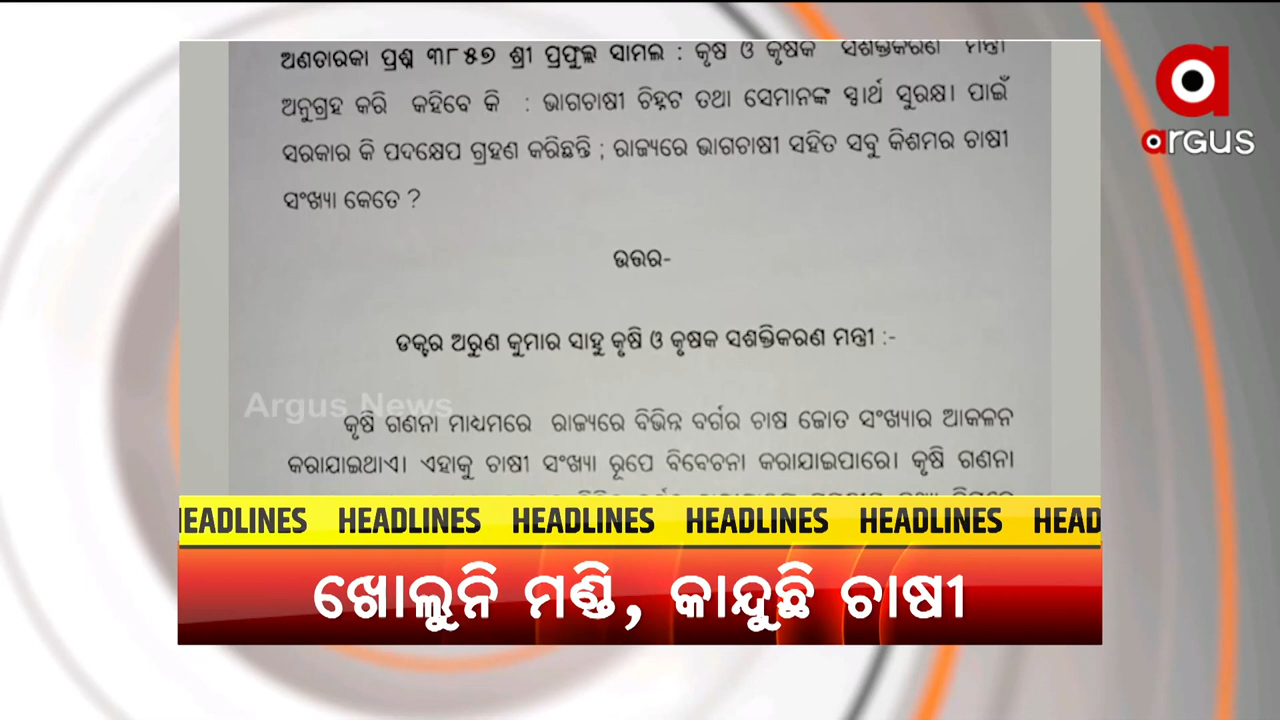 ଅଣତାରକା ପ୍ରଶ୍ନ ୩୮୫୭ ଶ୍ରୀ ପ୍ରଫୁଲ୍ଲ ସାମଲ : କୃଷି ଓ କୃଷକ ସଶକ୍ତିକରଣ ମନ୍ତ୍ରୀ
ଅନୁଗ୍ରହ କରି କହିବେ କି : ଭାଗଚାଷୀ ଚିହ୍ନଟ ତଥା ସେମାନଙ୍କ ସ୍ୱାର୍ଥ ସୁରକ୍ଷା ପାଇଁ
ସରକାର କି ପଦକ୍ଷେପ ଗ୍ରହଣ କରିଛନ୍ତି ; ରାଜ୍ୟରେ ଭାଗଚାଷୀ ସହିତ ସବୁ କିଶମର ଚାଷୀ
ସଂଖ୍ୟା କେତେ ?
ଉତ୍ତର-
ଡକ୍ଟର ଅରୁଣ କୁମାର ସାହୁ କୃଷି ଓ କୃଷକ ସଶକ୍ତିକରଣ ମନ୍ତ୍ରୀ :-
କୃଷି ଗଣନା ମାଧ୍ୟମରେ ରାଜ୍ୟରେ ବିଭିନ୍ନ ବର୍ଗର ଚାଷ ଜୋତ ସଂଖ୍ୟାର ଆକଳନ
କରାଯାଇଥାଏ। ଏହାକୁ ଚାଷୀ ସଂଖ୍ୟା ରୂପେ ବିବେଚନା କରାଯାଇପାରେ। କୃଷି ଗଣନା
Argus News
argus
HEADLINES HEADLINES HEADLINES HEADLINES HEADLINES HEAD
ଖୋଲୁନି ମଣ୍ଡି, କାନ୍ଦୁଛି ଚାଷୀ